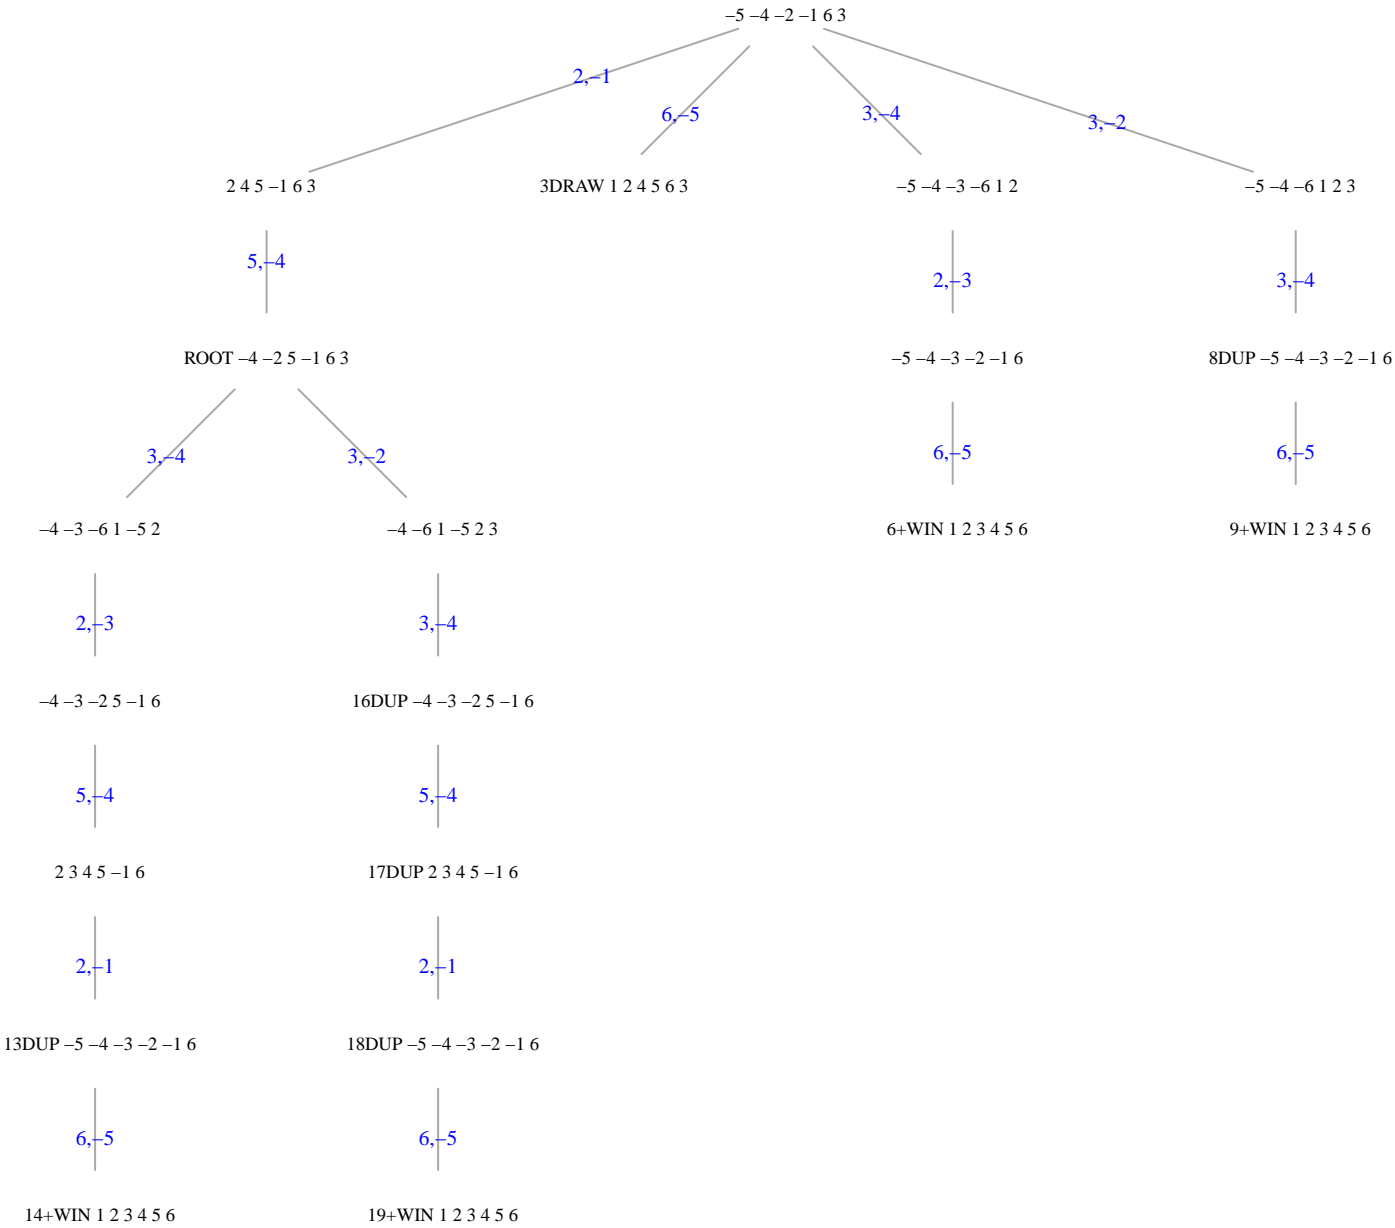 –5 –4 –2 –1 6 3
2,–1
6,–5
3,–4
3,–2
2 4 5 –1 6 3
3DRAW 1 2 4 5 6 3
–5 –4 –3 –6 1 2
–5 –4 –6 1 2 3
5,–4
2,–3
3,–4
ROOT –4 –2 5 –1 6 3
–5 –4 –3 –2 –1 6
8DUP –5 –4 –3 –2 –1 6
3,–4
3,–2
6,–5
6,–5
–4 –3 –6 1 –5 2
–4 –6 1 –5 2 3
6+WIN 1 2 3 4 5 6
9+WIN 1 2 3 4 5 6
2,–3
3,–4
–4 –3 –2 5 –1 6
16DUP –4 –3 –2 5 –1 6
5,–4
5,–4
2 3 4 5 –1 6
17DUP 2 3 4 5 –1 6
2,–1
2,–1
13DUP –5 –4 –3 –2 –1 6
18DUP –5 –4 –3 –2 –1 6
6,–5
6,–5
14+WIN 1 2 3 4 5 6
19+WIN 1 2 3 4 5 6